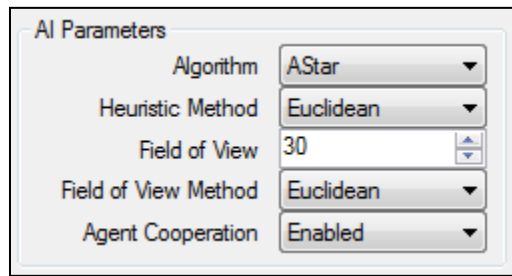 AI Parameters
Algorithm AStar
Heuristic Method Euclidean
Field of View 30
Field of View Method Euclidean
Agent Cooperation Enabled